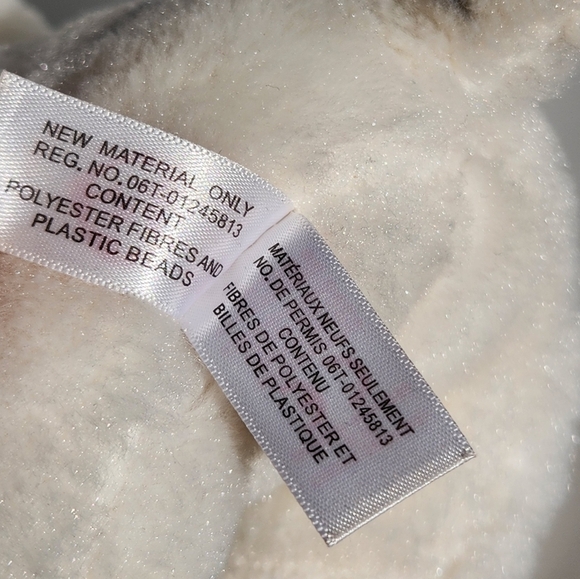 NEW MATERIAL ONLY
REG. NO. 06T-01245813
CONTENT
POLYESTER FIBRES AND
PLASTIC BEADS
MATÉRIAUX NEUFS SEULEMENT
NO. DE PERMIS 06T-01245813
CONTENU
FIBRES DE POLYESTER ET
BILLES DE PLASTIQUE